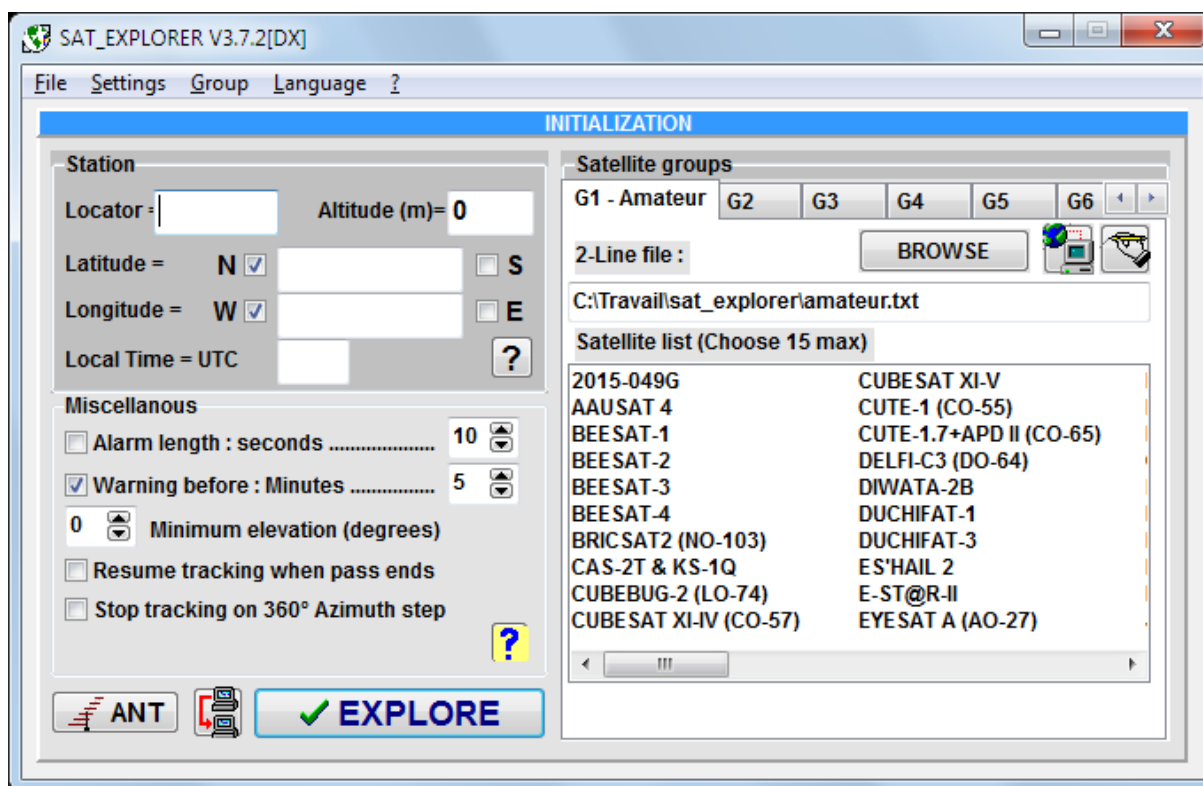 SAT_EXPLORER V3.7.2[DX]
File Settings Group Language ?
INITIALIZATION
Station
Locator = Altitude (m)= 0
Latitude = N S
Longitude = W E
Local Time = UTC ?
Miscellanous
Alarm length : seconds .................... 10
Warning before : Minutes ................ 5
0 Minimum elevation (degrees)
Resume tracking when pass ends
Stop tracking on 360° Azimuth step
?
ANT EXPLORE
Satellite groups
G1 - Amateur G2 G3 G4 G5 G6
2-Line file : BROWSE
C:\Travail\sat_explorer\amateur.txt
Satellite list (Choose 15 max)
2015-049G CUBESAT XI-V
AAUSAT 4 CUTE-1 (CO-55)
BEESAT-1 CUTE-1.7+APD II (CO-65)
BEESAT-2 DELFI-C3 (DO-64)
BEESAT-3 DIWATA-2B
BEESAT-4 DUCHIFAT-1
BRICSAT2 (NO-103) DUCHIFAT-3
CAS-2T & KS-1Q ES'HAIL 2
CUBEBUG-2 (LO-74) E-ST@R-II
CUBESAT XI-IV (CO-57) EYESAT A (AO-27)